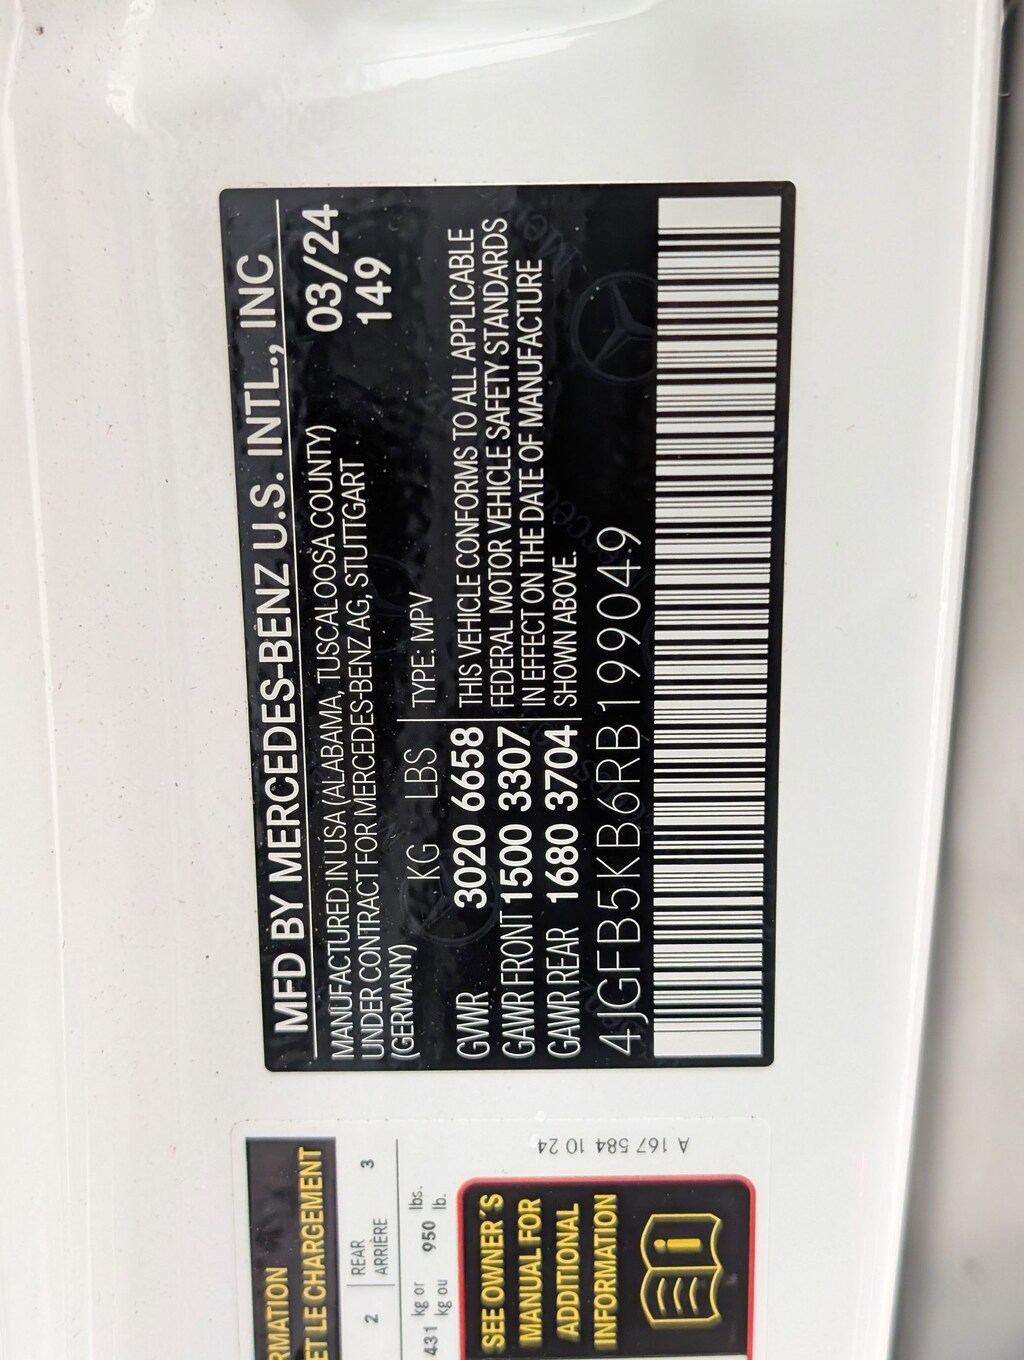 MFD BY MERCEDES-BENZ U.S. INTL., INC
MANUFACTURED IN USA (ALABAMA, TUSCALOOSA COUNTY) 03/24
UNDER CONTRACT FOR MERCEDES-BENZ AG, STUTTGART 149
(GERMANY)
KG LBS TYPE: MPV
GVWR 3020 6658 THIS VEHICLE CONFORMS TO ALL APPLICABLE
FEDERAL MOTOR VEHICLE SAFETY STANDARDS
GAWR FRONT 1500 3307 IN EFFECT ON THE DATE OF MANUFACTURE
GAWR REAR 1680 3704 SHOWN ABOVE.
4JGFB5KB6RB199049
RMATION
ET LE CHARGEMENT
2 REAR 3
ARRIÈRE
431 kg or 950 lbs.
kg ou lb.
SEE OWNER'S
MANUAL FOR
ADDITIONAL
INFORMATION
A 167 584 10 24